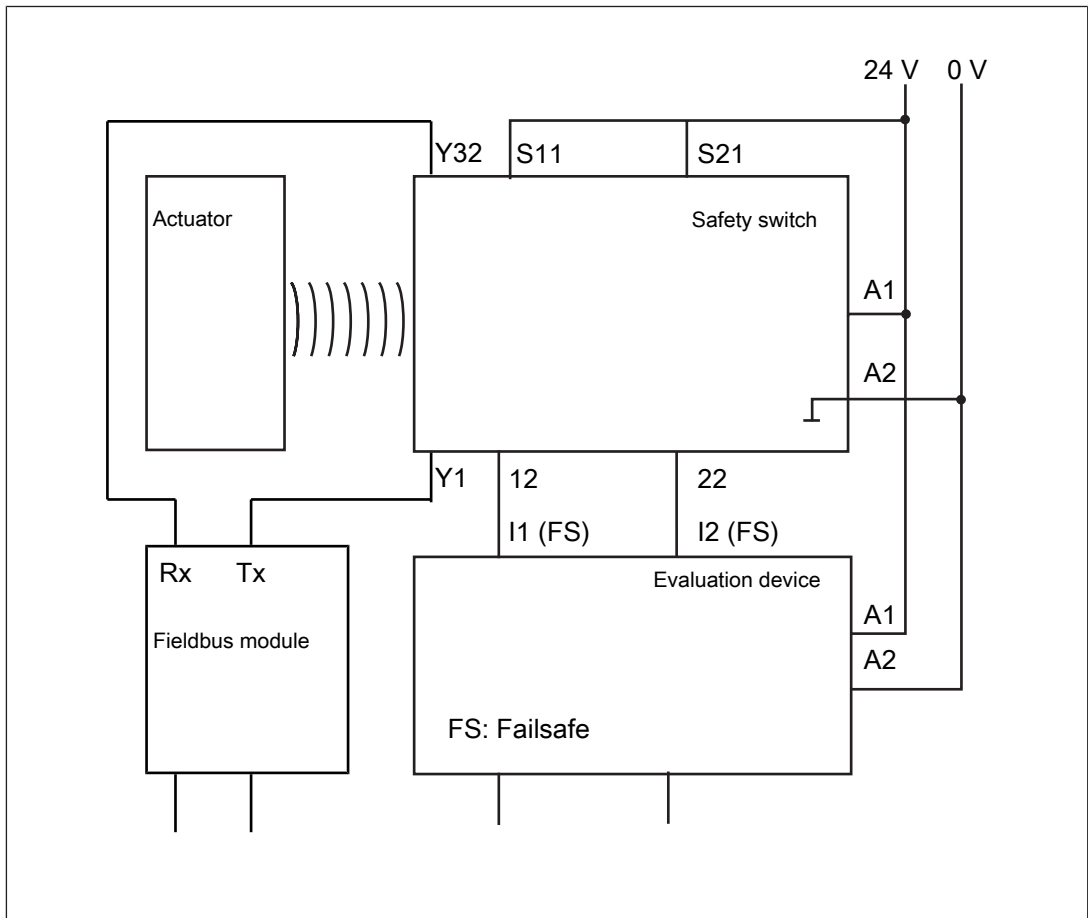 24 V 0 V
Y32 S11 S21
Actuator
Safety switch
A1
A2
Y1 12 22
I1 (FS) I2 (FS)
Rx Tx
Evaluation device
A1
Fieldbus module
A2
FS: Failsafe